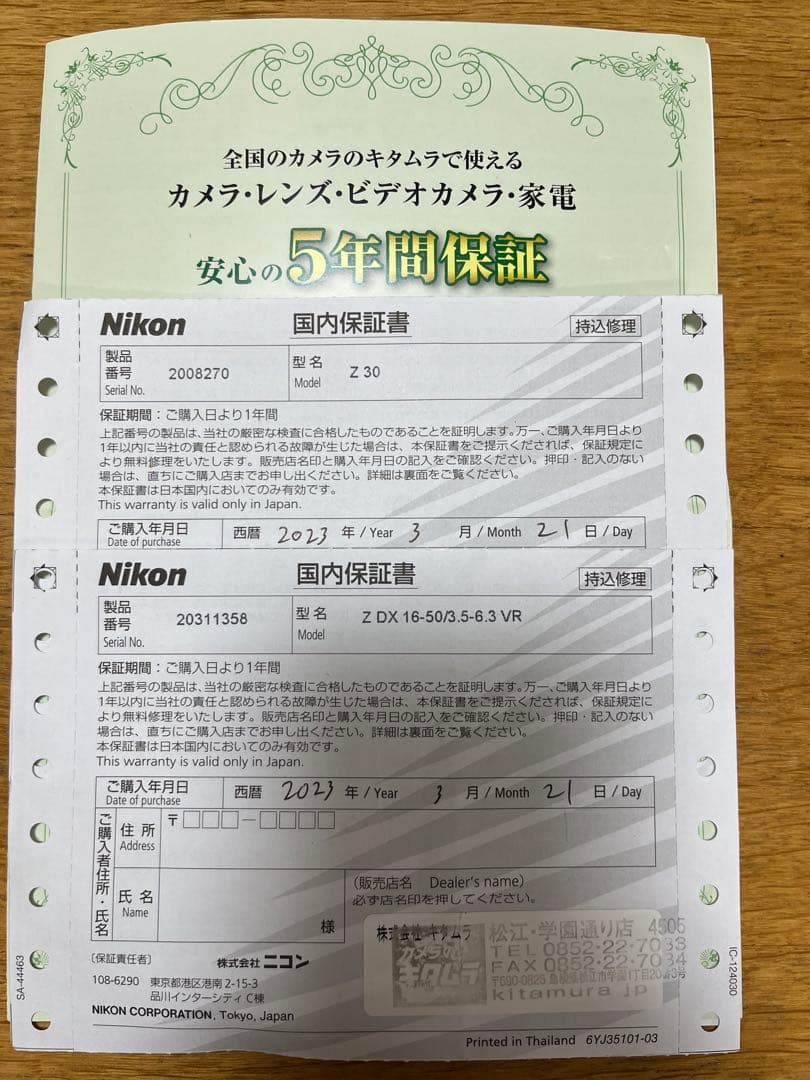 全国のカメラのキタムラで使える
カメラ・レンズ・ビデオカメラ・家電
安心の5年間保証
Nikon 国内保証書 持込修理
製品番号 Serial No. 2008270 型名 Model Z 30
保証期間：ご購入日より1年間
上記番号の製品は、当社の厳密な検査に合格したものであることを証明します。万一、ご購入年月日より
1年以内に当社の責任と認められる故障が生じた場合は、本保証書をご提示くだされば、保証規定に
より無料修理をいたします。販売店名印と購入年月日の記入をご確認ください。押印・記入のない
場合は、直ちにご購入店までお申し出ください。詳細は裏面をご覧ください。
本保証書は日本国内においてのみ有効です。
This warranty is valid only in Japan.
ご購入年月日 Date of purchase 西暦 2023 年 / Year 3 月 / Month 21 日 / Day
Nikon 国内保証書 持込修理
製品番号 Serial No. 20311358 型名 Model Z DX 16-50/3.5-6.3 VR
保証期間：ご購入日より1年間
上記番号の製品は、当社の厳密な検査に合格したものであることを証明します。万一、ご購入年月日より
1年以内に当社の責任と認められる故障が生じた場合は、本保証書をご提示くだされば、保証規定に
より無料修理をいたします。販売店名印と購入年月日の記入をご確認ください。押印・記入のない
場合は、直ちにご購入店までお申し出ください。詳細は裏面をご覧ください。
本保証書は日本国内においてのみ有効です。
This warranty is valid only in Japan.
ご購入年月日 Date of purchase 西暦 2023 年 / Year 3 月 / Month 21 日 / Day
ご購入者住所・氏名
住所 Address 〒
氏名 Name 様
(販売店名 Dealer's name)
必ず店名印を押してください。
株式会社 キタムラ 松江・学園通り店 4505
カメラのキタムラ
TEL 0852-22-7033
FAX 0852-22-7034
〒690-0825 島根県松江市学園1丁目20番3号
kitamura.jp
〔保証責任者〕 株式会社 ニコン
108-6290 東京都港区港南2-15-3
品川インターシティC棟
NIKON CORPORATION, Tokyo, Japan
Printed in Thailand 6YJ35101-03
SA-44463
IC-124030